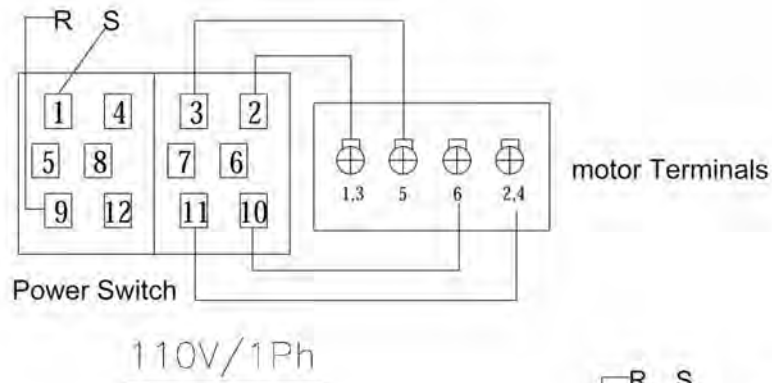 R S
1 4 3 2
5 8 7 6
1,3 5 6 2,4
motor Terminals
9 12 11 10
Power Switch
110V/1Ph
R S